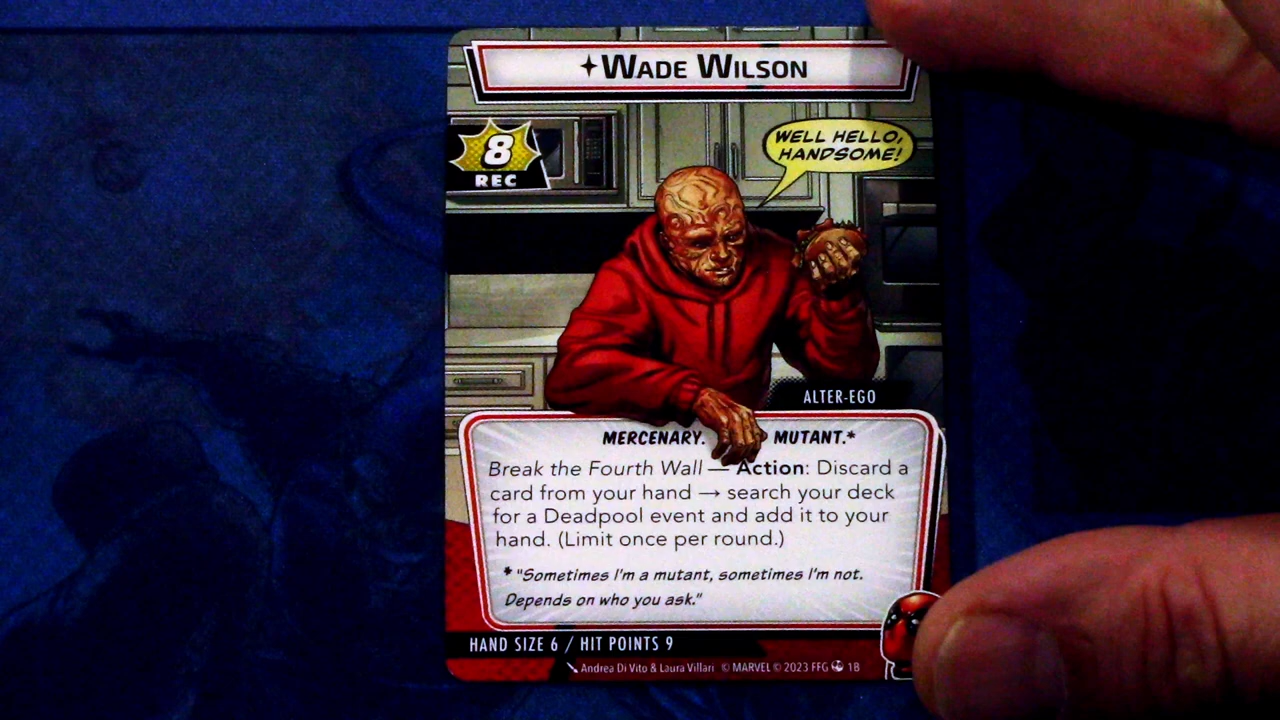 WADE WILSON
WELL HELLO,
HANDSOME!
8
REC
ALTER-EGO
MERCENARY. MUTANT.*
Break the Fourth Wall — Action: Discard a
card from your hand → search your deck
for a Deadpool event and add it to your
hand. (Limit once per round.)
* "Sometimes I'm a mutant, sometimes I'm not.
Depends on who you ask."
HAND SIZE 6 / HIT POINTS 9
Andrea Di Vito & Laura Villari © MARVEL © 2023 FFG 1B